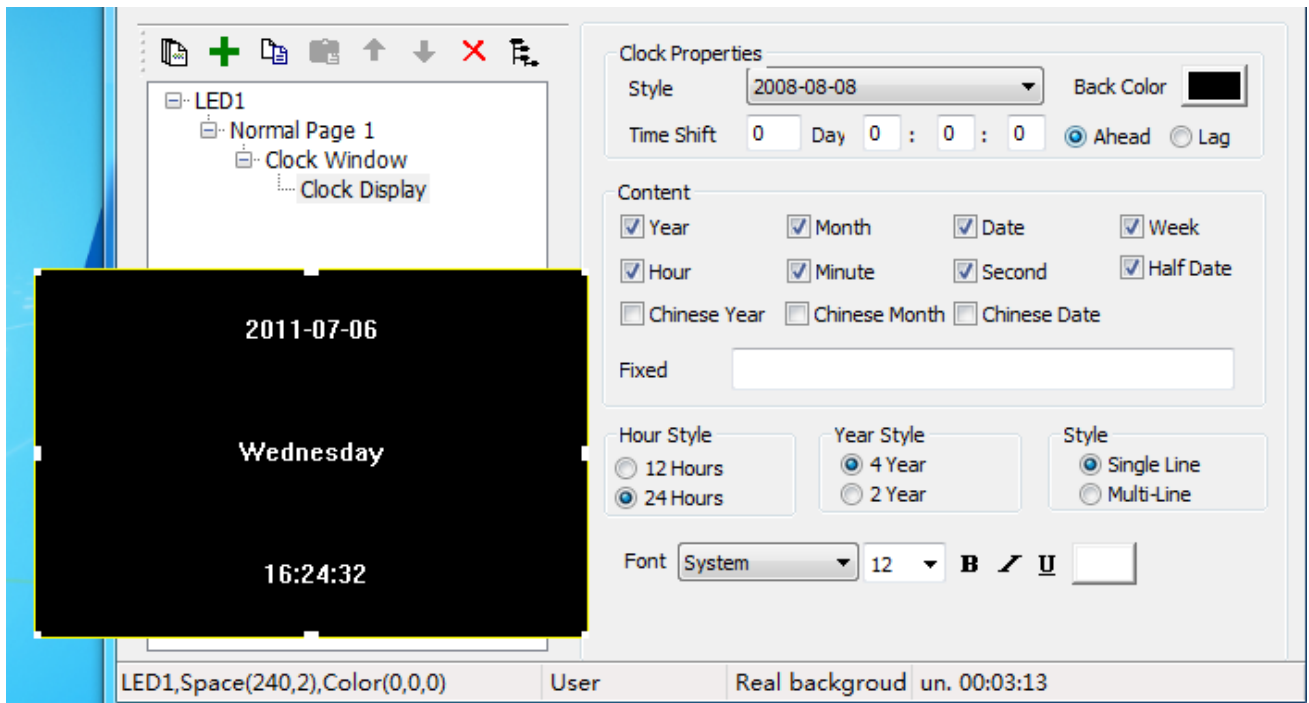 LED1
Normal Page 1
Clock Window
Clock Display
2011-07-06
Wednesday
16:24:32
Clock Properties
Style 2008-08-08 Back Color
Time Shift 0 Day 0 : 0 : 0 Ahead Lag
Content
Year Month Date Week
Hour Minute Second Half Date
Chinese Year Chinese Month Chinese Date
Fixed
Hour Style Year Style Style
12 Hours 4 Year Single Line
24 Hours 2 Year Multi-Line
Font System 12 B I U
LED1,Space(240,2),Color(0,0,0) User Real backgroud un. 00:03:13